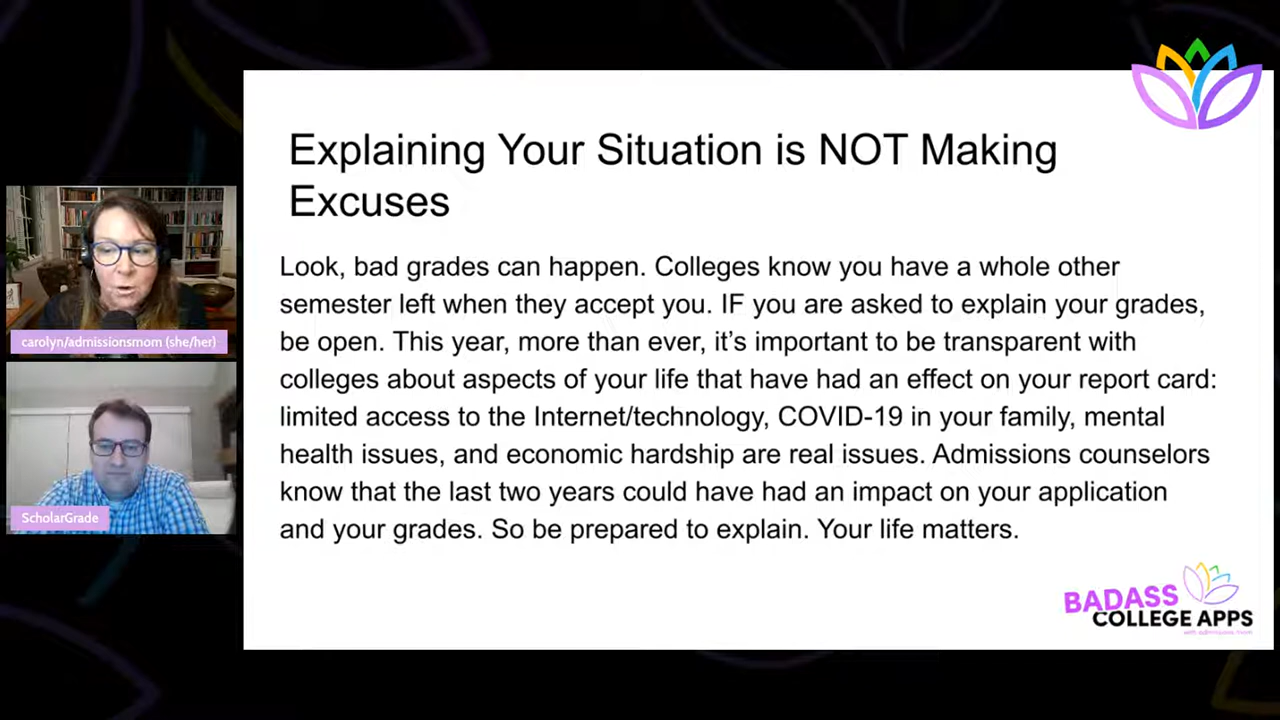 Explaining Your Situation is NOT Making
Excuses
Look, bad grades can happen. Colleges know you have a whole other
semester left when they accept you. IF you are asked to explain your grades,
be open. This year, more than ever, it’s important to be transparent with
colleges about aspects of your life that have had an effect on your report card:
limited access to the Internet/technology, COVID-19 in your family, mental
health issues, and economic hardship are real issues. Admissions counselors
know that the last two years could have had an impact on your application
and your grades. So be prepared to explain. Your life matters.
carolyn/admissionsmom (she/her)
ScholarGrade
BADASS
COLLEGE APPS
with admissions mom